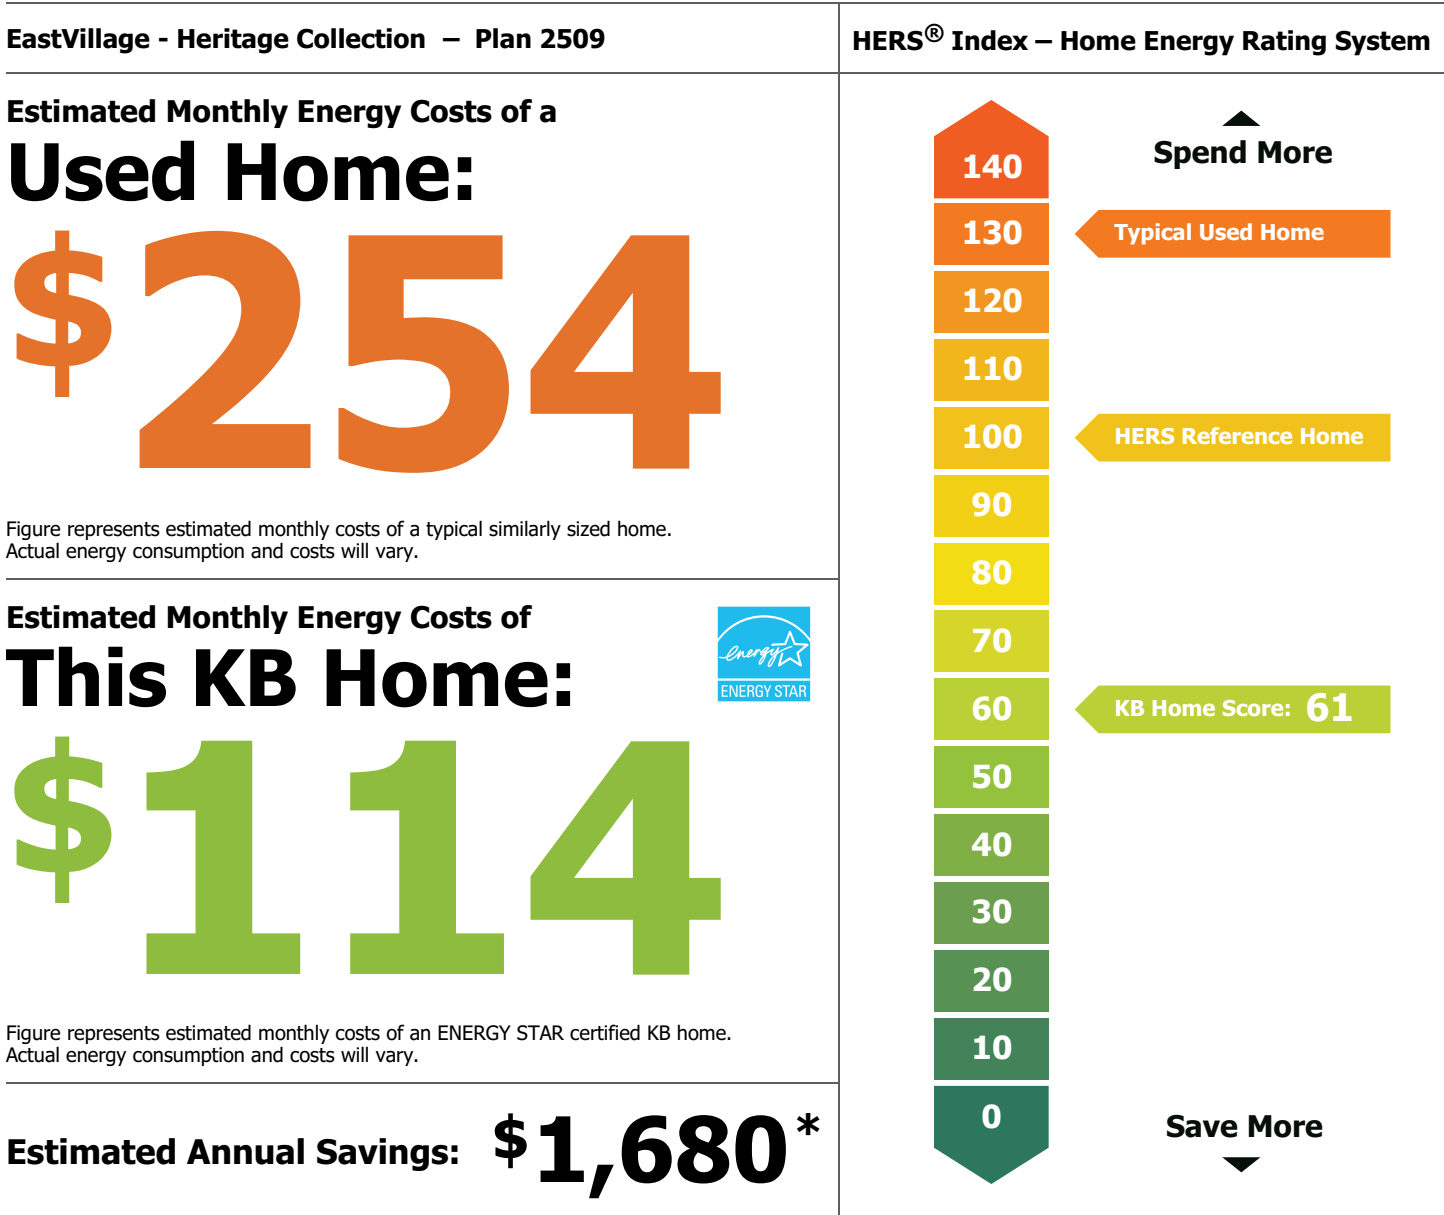 EastVillage - Heritage Collection – Plan 2509
Estimated Monthly Energy Costs of a
Used Home:
$254
Figure represents estimated monthly costs of a typical similarly sized home.
Actual energy consumption and costs will vary.
Estimated Monthly Energy Costs of
This KB Home:
energy
ENERGY STAR
$114
Figure represents estimated monthly costs of an ENERGY STAR certified KB home.
Actual energy consumption and costs will vary.
Estimated Annual Savings: $1,680*
HERS® Index – Home Energy Rating System
Spend More
140
130 Typical Used Home
120
110
100 HERS Reference Home
90
80
70
60 KB Home Score: 61
50
40
30
20
10
0
Save More